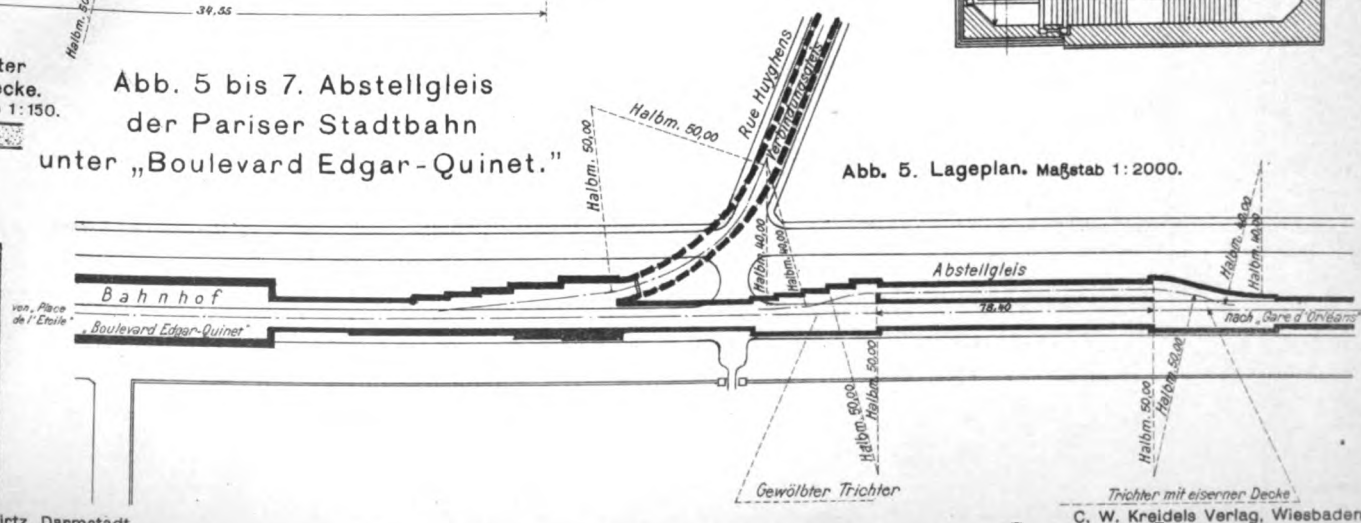 34,55
Halbm. 50
ter
ecke.
1:150.
Abb. 5 bis 7. Abstellgleis
der Pariser Stadtbahn
unter „Boulevard Edgar-Quinet.”
Halbm. 50,00
Halbm. 50,00
Rue Huyghens
Verbindungsgleis
Abb. 5. Lageplan. Maßstab 1:2000.
Halbm. 40,00
Halbm. 40,00
Halbm. 40,00
Halbm. 40,00
Bahnhof
„Boulevard Edgar-Quinet”
von „Place
de l'Etoile”
Abstellgleis
78,40
nach „Gare d'Orléans”
Halbm. 50,00
Halbm. 50,00
Halbm. 50,00
Halbm. 50,00
Gewölbter Trichter
Trichter mit eiserner Decke
irtz, Darmstadt
C. W. Kreidels Verlag, Wiesbaden